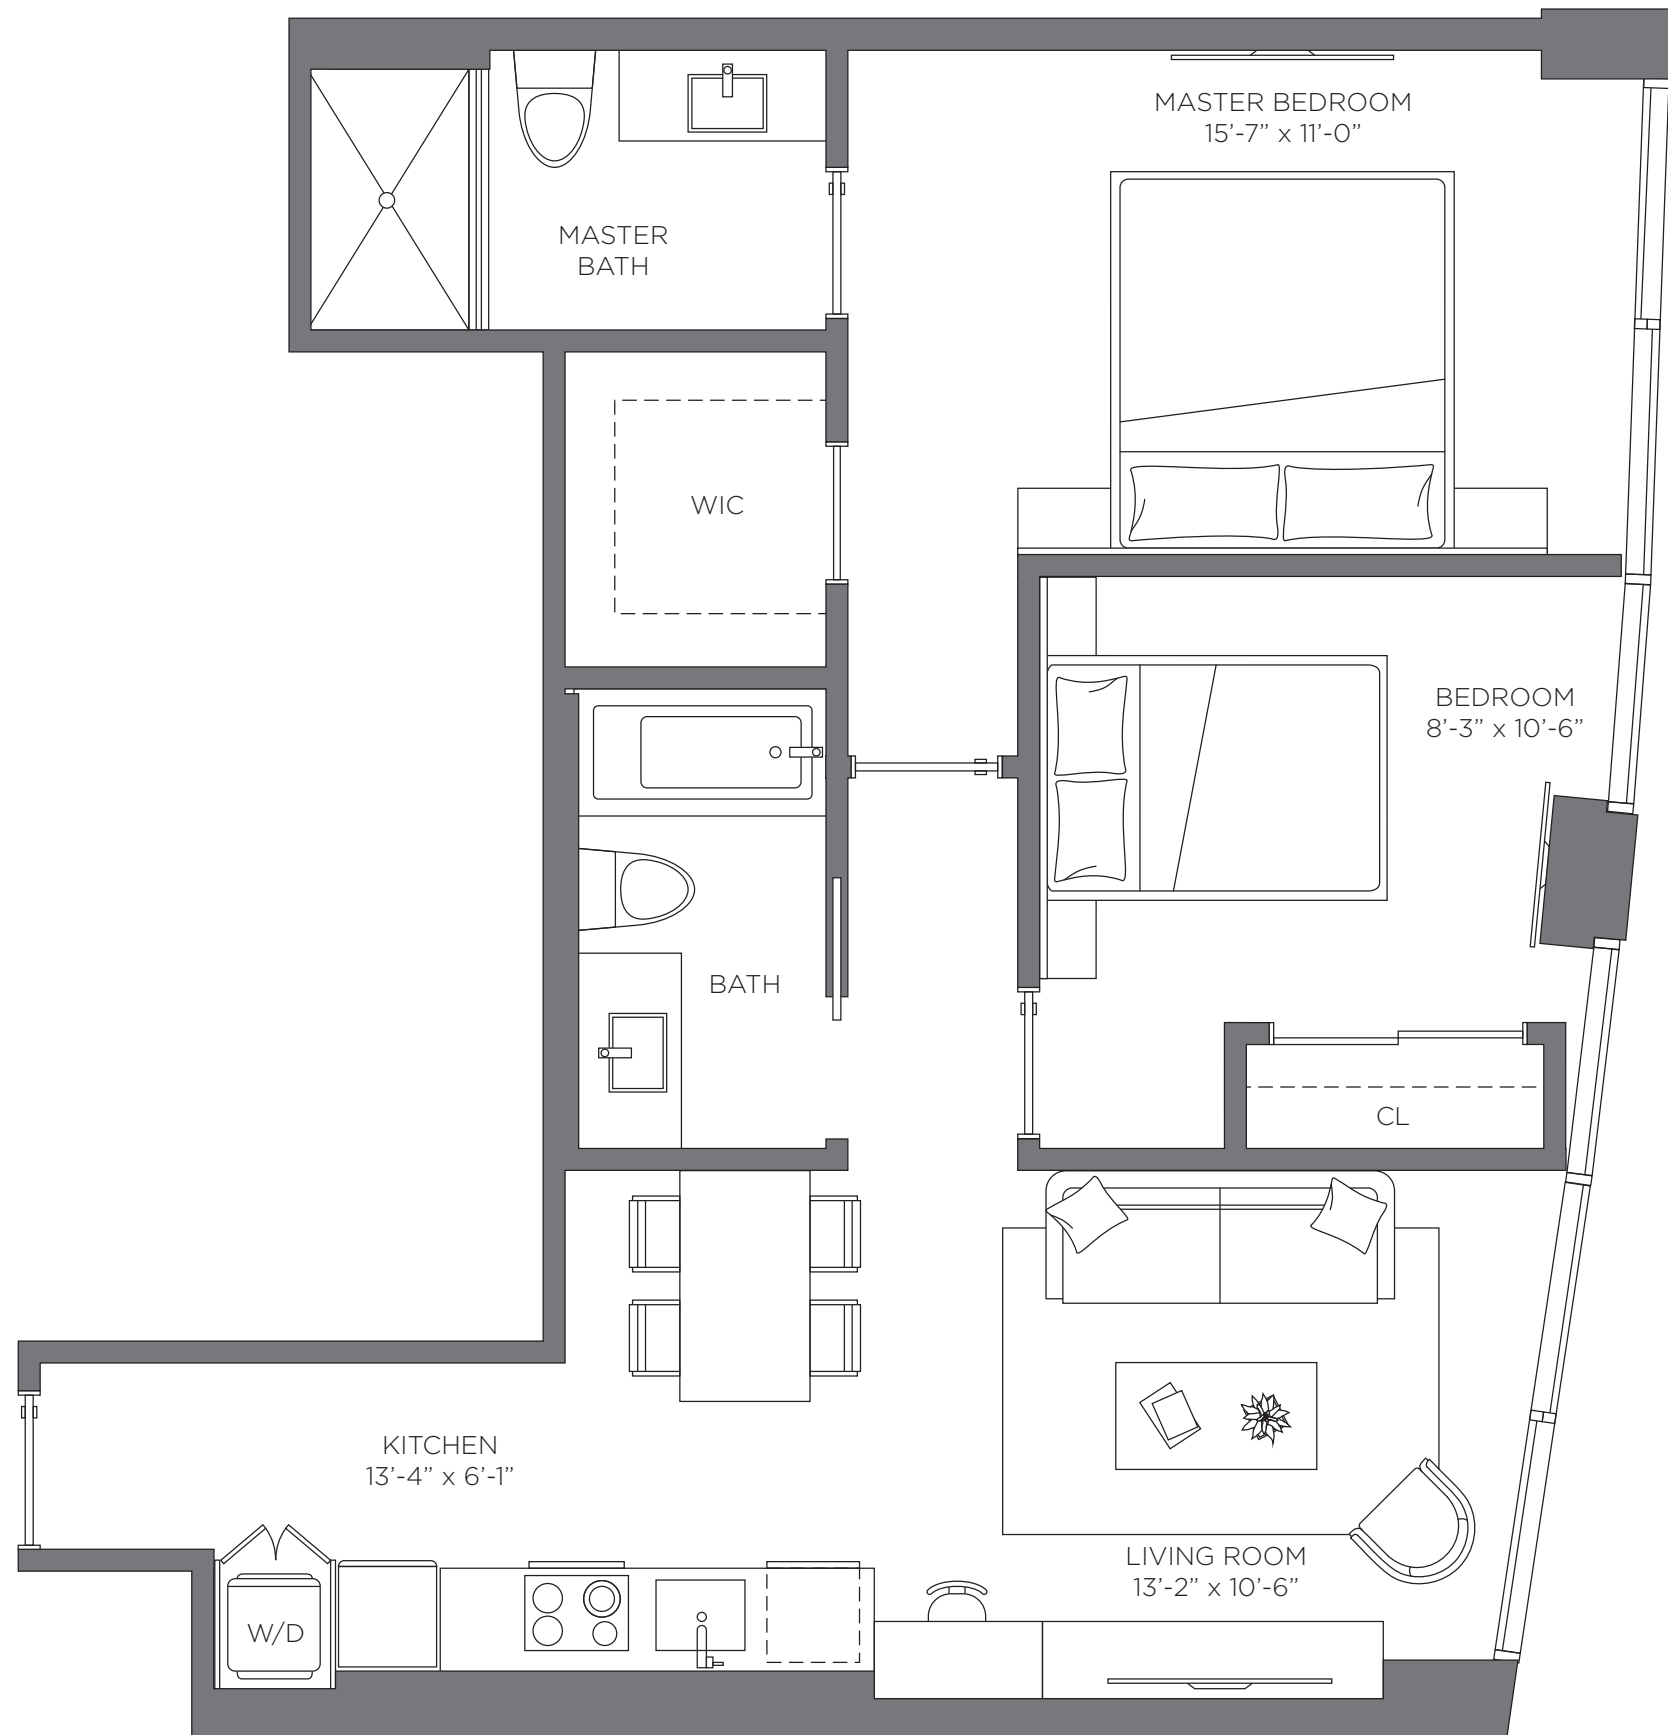 MASTER BEDROOM
15’-7” x 11’-0”
MASTER
BATH
WIC
BEDROOM
8’-3” x 10’-6”
BATH
CL
KITCHEN
13’-4” x 6’-1”
LIVING ROOM
13’-2” x 10’-6”
W/D